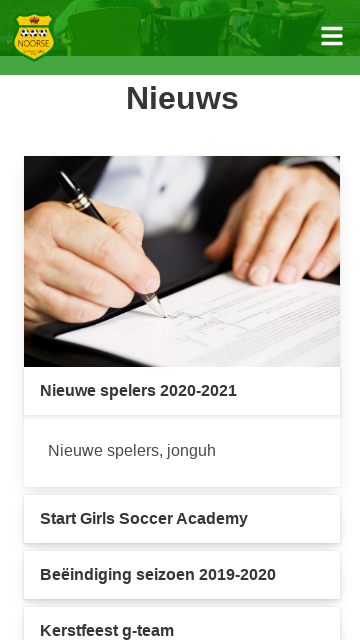 NOORSE
Nieuws
Nieuwe spelers 2020-2021
Nieuwe spelers, jonguh
Start Girls Soccer Academy
Beëindiging seizoen 2019-2020
Kerstfeest g-team